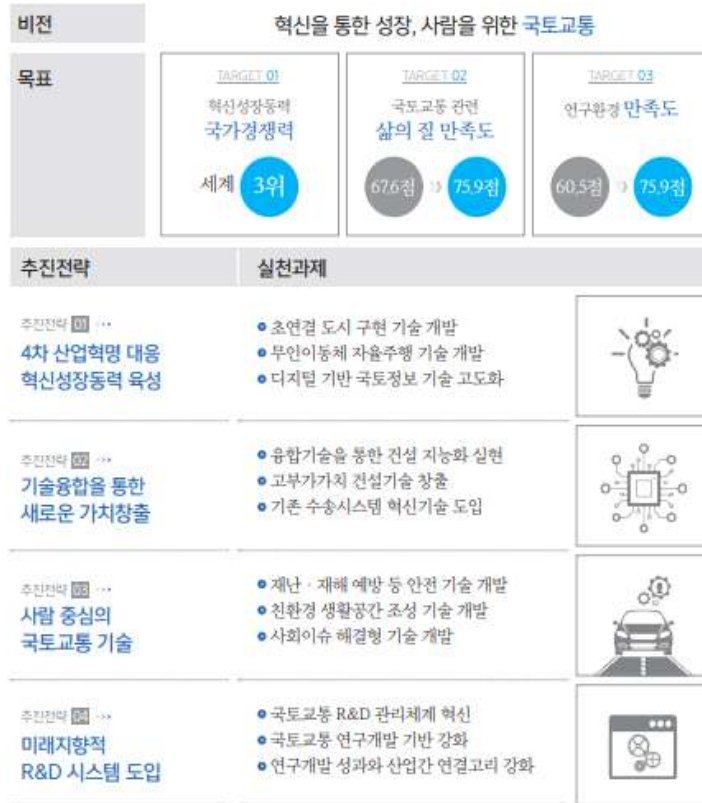 비전
혁신을 통한 성장, 사람을 위한 국토교통
목표
TARGET 01
혁신성장동력
국가경쟁력
세계 3위
TARGET 02
국토교통 관련
삶의 질 만족도
67.6점 》 75.9점
TARGET 03
연구환경 만족도
60.5점 》 75.9점
추진전략
실천과제
추진전략 01 ···
4차 산업혁명 대응
혁신성장동력 육성
초연결 도시 구현 기술 개발
무인이동체 자율주행 기술 개발
디지털 기반 국토정보 기술 고도화
추진전략 02 ···
기술융합을 통한
새로운 가치창출
융합기술을 통한 건설 지능화 실현
고부가가치 건설기술 창출
기존 수송시스템 혁신기술 도입
추진전략 03 ···
사람 중심의
국토교통 기술
재난 · 재해 예방 등 안전 기술 개발
친환경 생활공간 조성 기술 개발
사회이슈 해결형 기술 개발
추진전략 04 ···
미래지향적
R&D 시스템 도입
국토교통 R&D 관리체계 혁신
국토교통 연구개발 기반 강화
연구개발 성과와 산업간 연결고리 강화